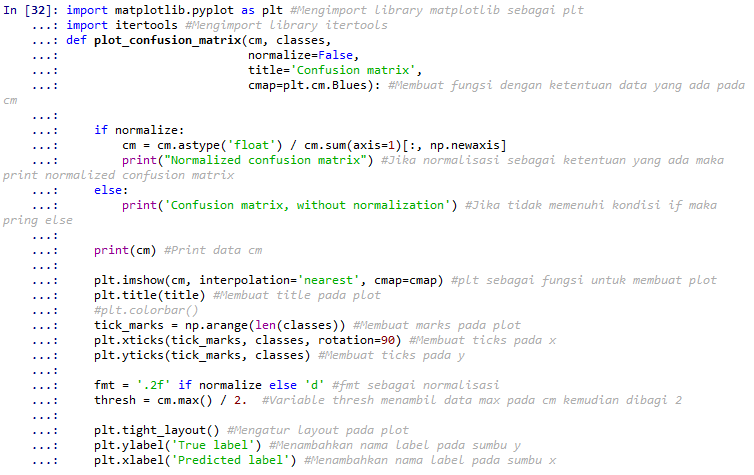 In [32]: import matplotlib.pyplot as plt #Mengimport library matplotlib sebagai plt
    ...: import itertools #Mengimport library itertools
    ...: def plot_confusion_matrix(cm, classes,
    ...:                           normalize=False,
    ...:                           title='Confusion matrix',
    ...:                           cmap=plt.cm.Blues): #Membuat fungsi dengan ketentuan data yang ada pada
cm
    ...:
    ...:     if normalize:
    ...:         cm = cm.astype('float') / cm.sum(axis=1)[:, np.newaxis]
    ...:         print("Normalized confusion matrix") #Jika normalisasi sebagai ketentuan yang ada maka
print normalized confusion matrix
    ...:     else:
    ...:         print('Confusion matrix, without normalization') #Jika tidak memenuhi kondisi if maka
pring else
    ...:
    ...:     print(cm) #Print data cm
    ...:
    ...:     plt.imshow(cm, interpolation='nearest', cmap=cmap) #plt sebagai fungsi untuk membuat plot
    ...:     plt.title(title) #Membuat title pada plot
    ...:     #plt.colorbar()
    ...:     tick_marks = np.arange(len(classes)) #Membuat marks pada plot
    ...:     plt.xticks(tick_marks, classes, rotation=90) #Membuat ticks pada x
    ...:     plt.yticks(tick_marks, classes) #Membuat ticks pada y
    ...:
    ...:     fmt = '.2f' if normalize else 'd' #fmt sebagai normalisasi
    ...:     thresh = cm.max() / 2.  #Variable thresh menambil data max pada cm kemudian dibagi 2
    ...:
    ...:     plt.tight_layout() #Mengatur layout pada plot
    ...:     plt.ylabel('True label') #Menambahkan nama label pada sumbu y
    ...:     plt.xlabel('Predicted label') #Menambahkan nama label pada sumbu x